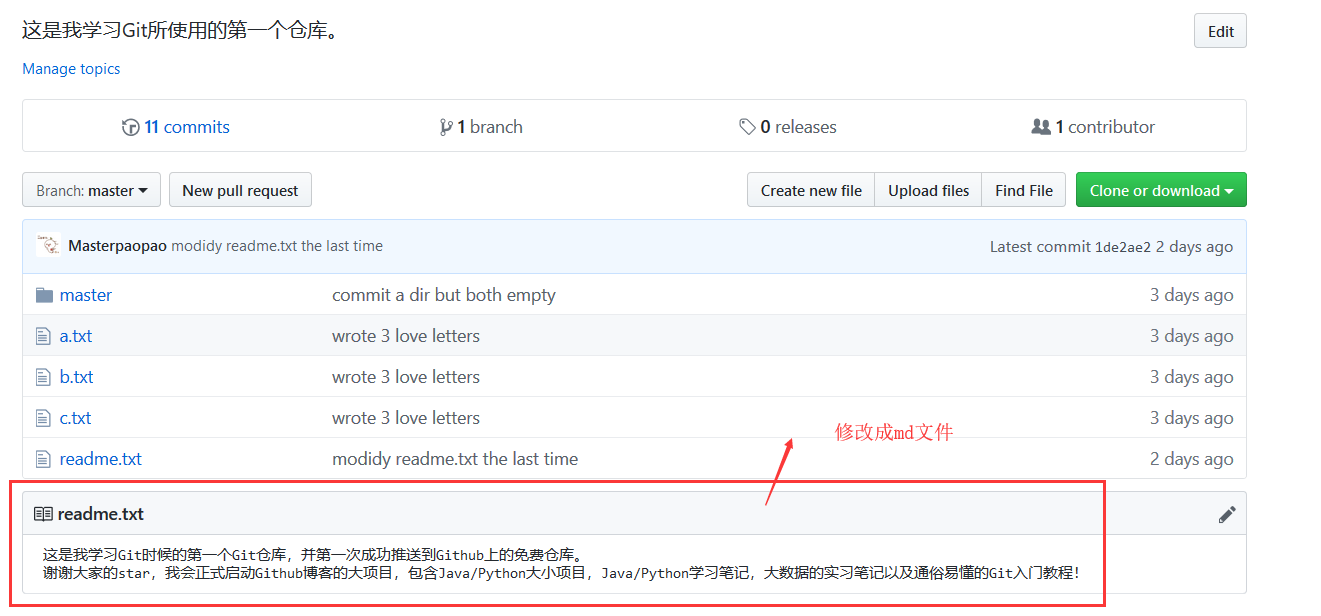 这是我学习Git所使用的第一个仓库。
Edit
Manage topics
11 commits
1 branch
0 releases
1 contributor
Branch: master
New pull request
Create new file
Upload files
Find File
Clone or download
Masterpaopao modidy readme.txt the last time
Latest commit 1de2ae2 2 days ago
master commit a dir but both empty 3 days ago
a.txt wrote 3 love letters 3 days ago
b.txt wrote 3 love letters 3 days ago
c.txt wrote 3 love letters 3 days ago
修改成md文件
readme.txt modidy readme.txt the last time 2 days ago
readme.txt
这是我学习Git时候的第一个Git仓库，并第一次成功推送到Github上的免费仓库。
谢谢大家的star，我会正式启动Github博客的大项目，包含Java/Python大小项目，Java/Python学习笔记，大数据的实习笔记以及通俗易懂的Git入门教程！